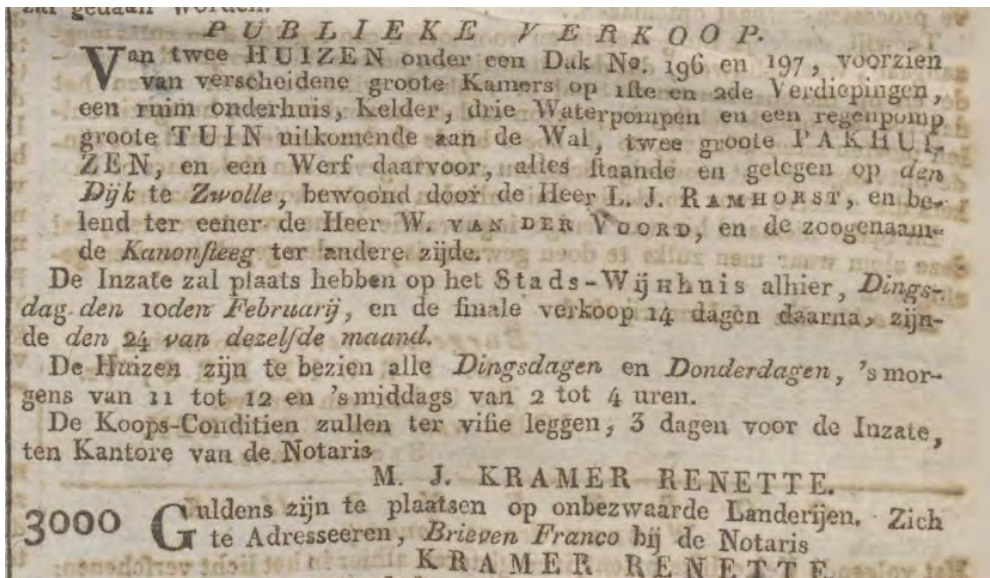 zal gedaan worden.
PUBLIEKE VERKOOP.
Van twee HUIZEN onder een Dak No. 196 en 197, voorzien
van verscheidene groote Kamers op 1ste en 2de Verdiepingen,
een ruim onderhuis, Kelder, drie Waterpompen en een regenpomp
groote TUIN uitkomende aan de Wal, twee groote PAKHUI-
ZEN, en een Werf daarvoor, alles staande en gelegen op den
Dijk te Zwolle, bewoond door de Heer L. J. RAMHORST, en be-
lend ter eener de Heer W. VAN DER VOORD, en de zoogenaam-
de Kanonsteeg ter andere zijde.
De Inzate zal plaats hebben op het Stads-Wijnhuis alhier, Dings-
dag den 10den Februarij, en de finale verkoop 14 dagen daarna, zijn-
de den 24 van dezelfde maand.
De Huizen zijn te bezien alle Dingsdagen en Donderdagen, 's mor-
gens van 11 tot 12 en 's middags van 2 tot 4 uren.
De Koops-Conditien zullen ter visie leggen, 3 dagen voor de Inzate,
ten Kantore van de Notaris
M. J. KRAMER RENETTE.
3000 Guldens zijn te plaatsen op onbezwaarde Landerijen. Zich
te Adresseeren, Brieven Franco bij de Notaris
KRAMER RENETTE